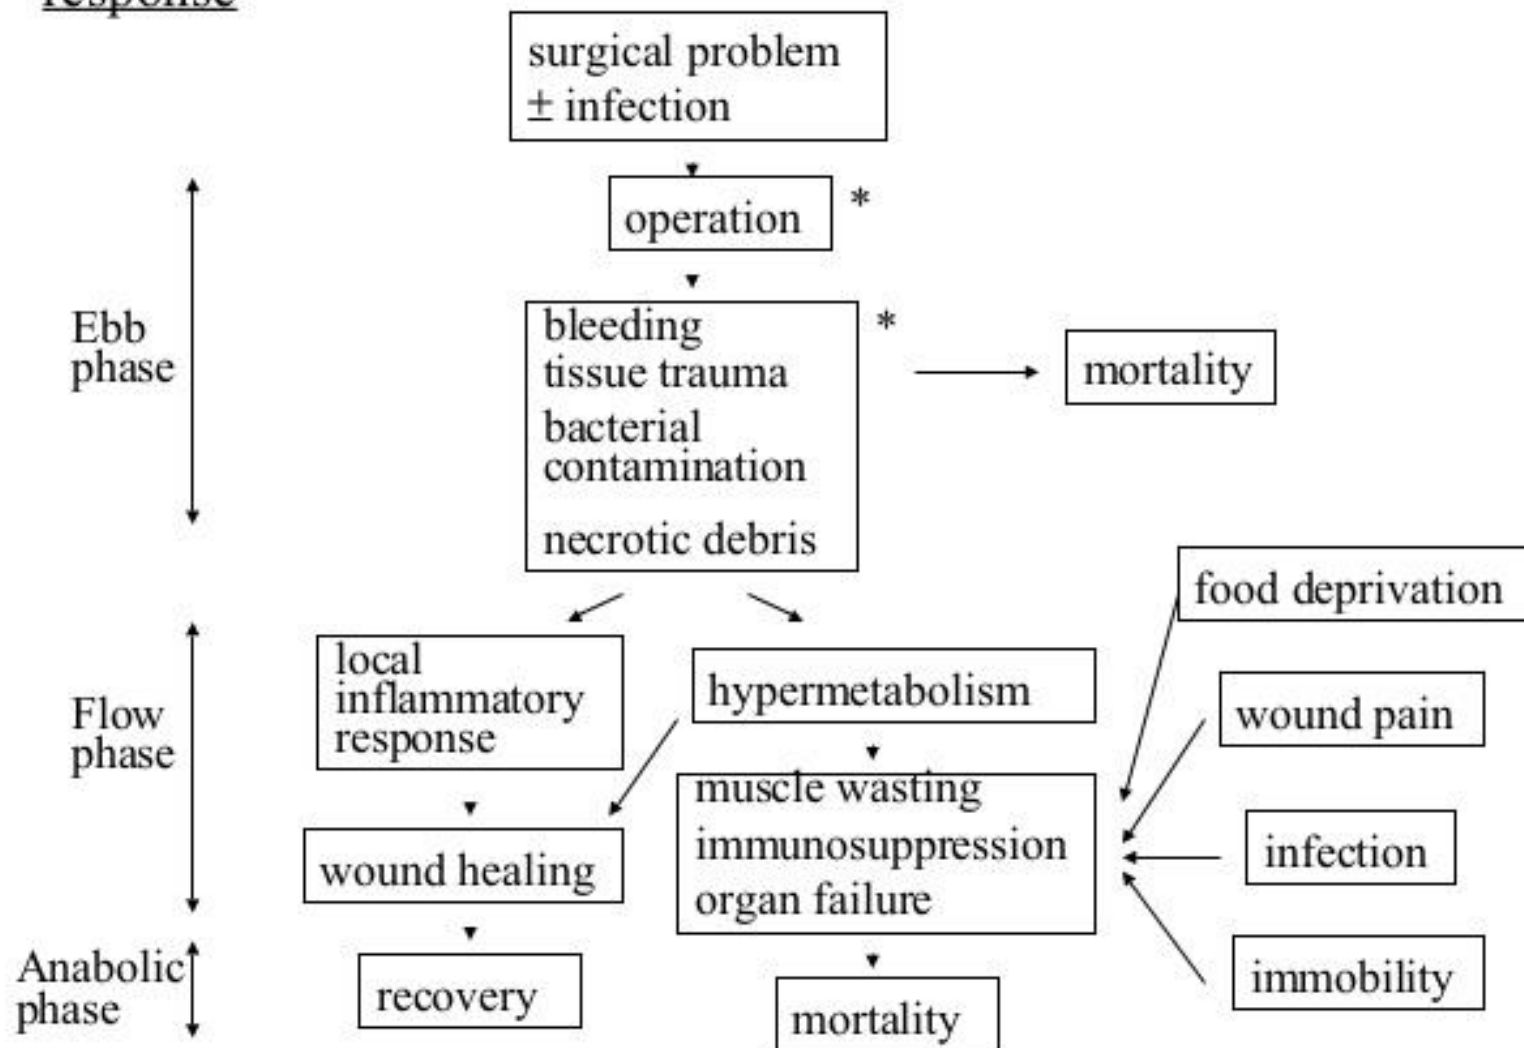 response
surgical problem
± infection
operation *
Ebb
phase
bleeding *
tissue trauma
bacterial
contamination
necrotic debris
mortality
food deprivation
Flow
phase
local
inflammatory
response
hypermetabolism
wound pain
muscle wasting
immunosuppression
organ failure
infection
wound healing
immobility
Anabolic
phase
recovery
mortality